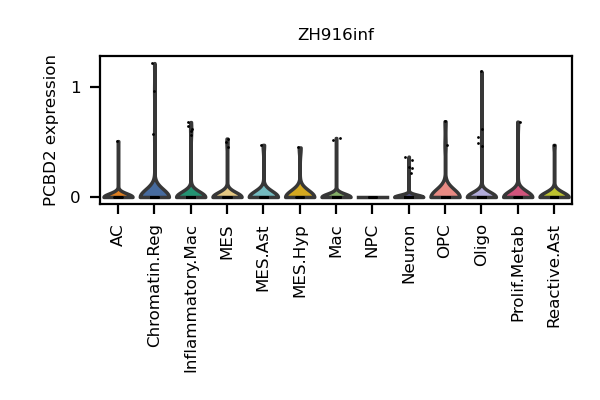 ZH916inf
PCBD2 expression
1
0
AC
Chromatin.Reg
Inflammatory.Mac
MES
MES.Ast
MES.Hyp
Mac
NPC
Neuron
OPC
Oligo
Prolif.Metab
Reactive.Ast